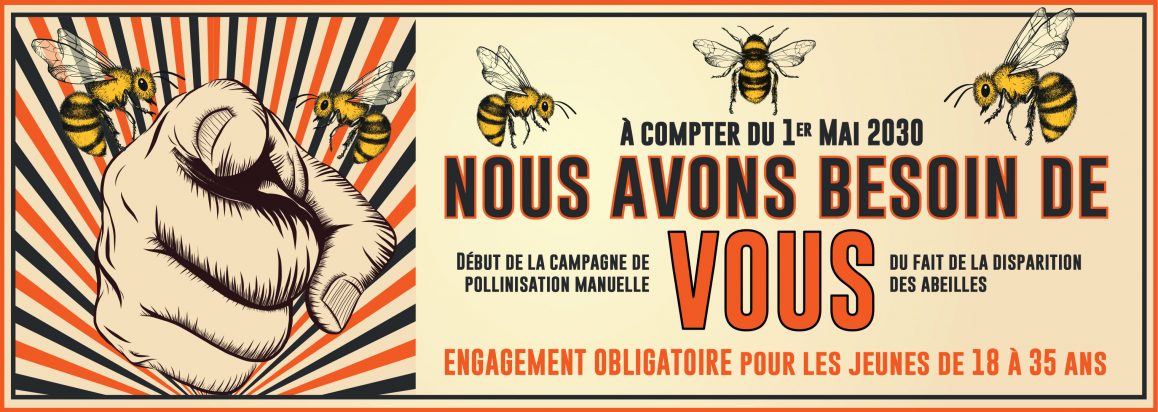 À COMPTER DU 1ER MAI 2030
NOUS AVONS BESOIN DE
VOUS
DÉBUT DE LA CAMPAGNE DE
POLLINISATION MANUELLE
DU FAIT DE LA DISPARITION
DES ABEILLES
ENGAGEMENT OBLIGATOIRE POUR LES JEUNES DE 18 À 35 ANS